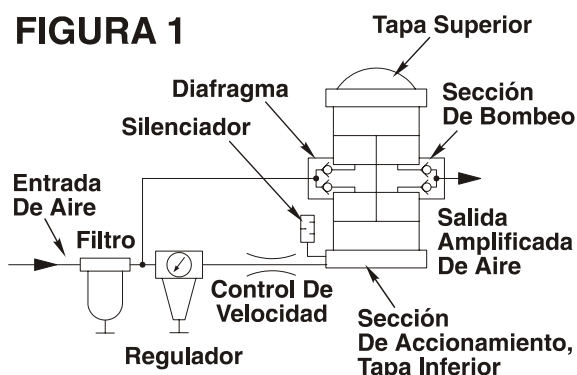 FIGURA 1
Tapa Superior
Diafragma
Sección
De Bombeo
Silenciador
Entrada
De Aire
Filtro
Salida
Amplificada
De Aire
Control De
Velocidad
Sección
De Accionamiento,
Tapa Inferior
Regulador